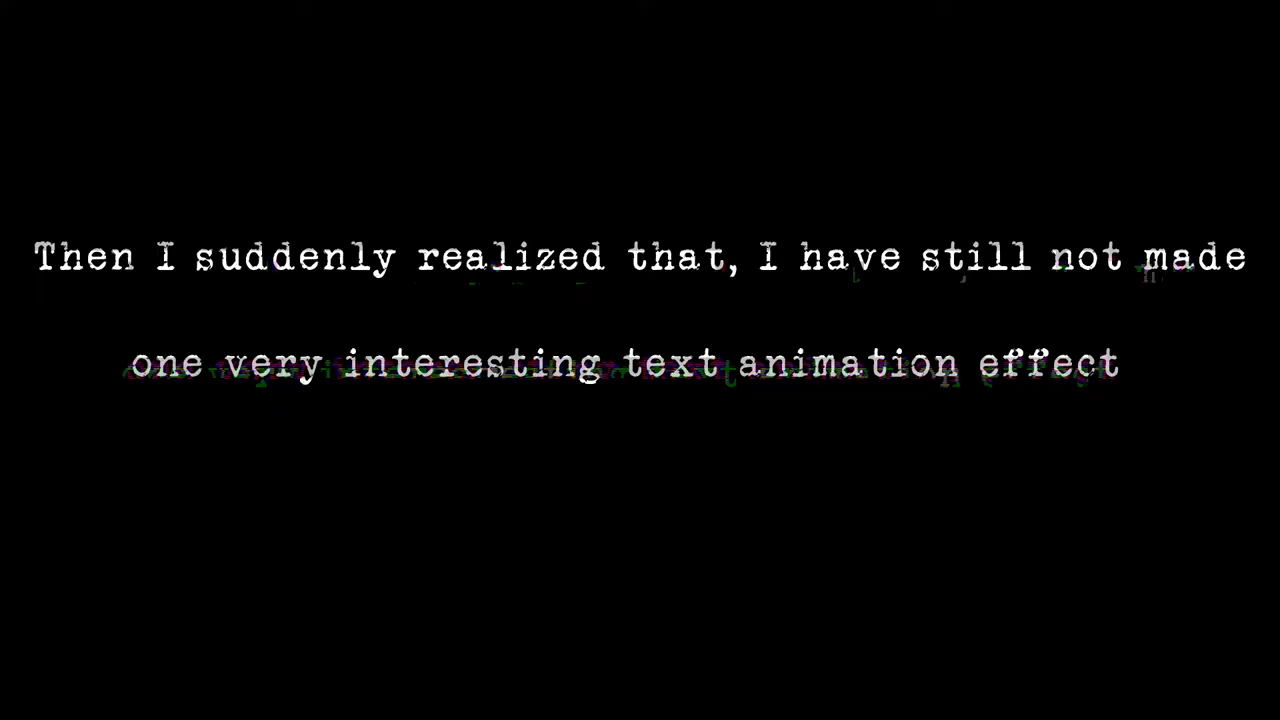 Then I suddenly realized that, I have still not made
one very interesting text animation effect